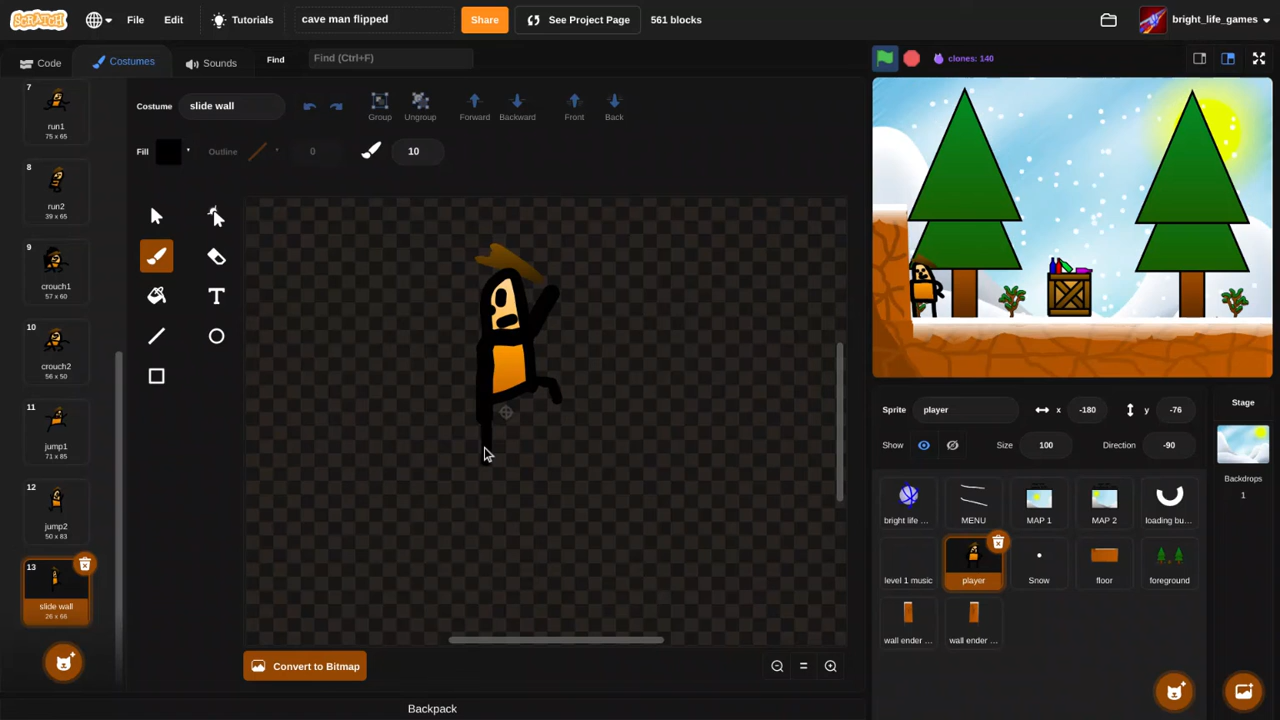 SCRATCH File Edit Tutorials cave man flipped Share See Project Page 561 blocks bright_life_games
Code Costumes Sounds Find Find (Ctrl+F) clones: 140
Costume slide wall Group Ungroup Forward Backward Front Back
Fill Outline 0 10
7
run1
75 x 65
8
run2
39 x 65
9
crouch1
57 x 60
10
crouch2
56 x 50
11
jump1
71 x 85
12
jump2
50 x 83
13
slide wall
26 x 66
T
Convert to Bitmap
Backpack
Sprite player x -180 y -76
Show Size 100 Direction -90
Stage
Backdrops
1
bright life ... MENU MAP 1 MAP 2 loading bu...
level 1 music player Snow floor foreground
wall ender ... wall ender ...